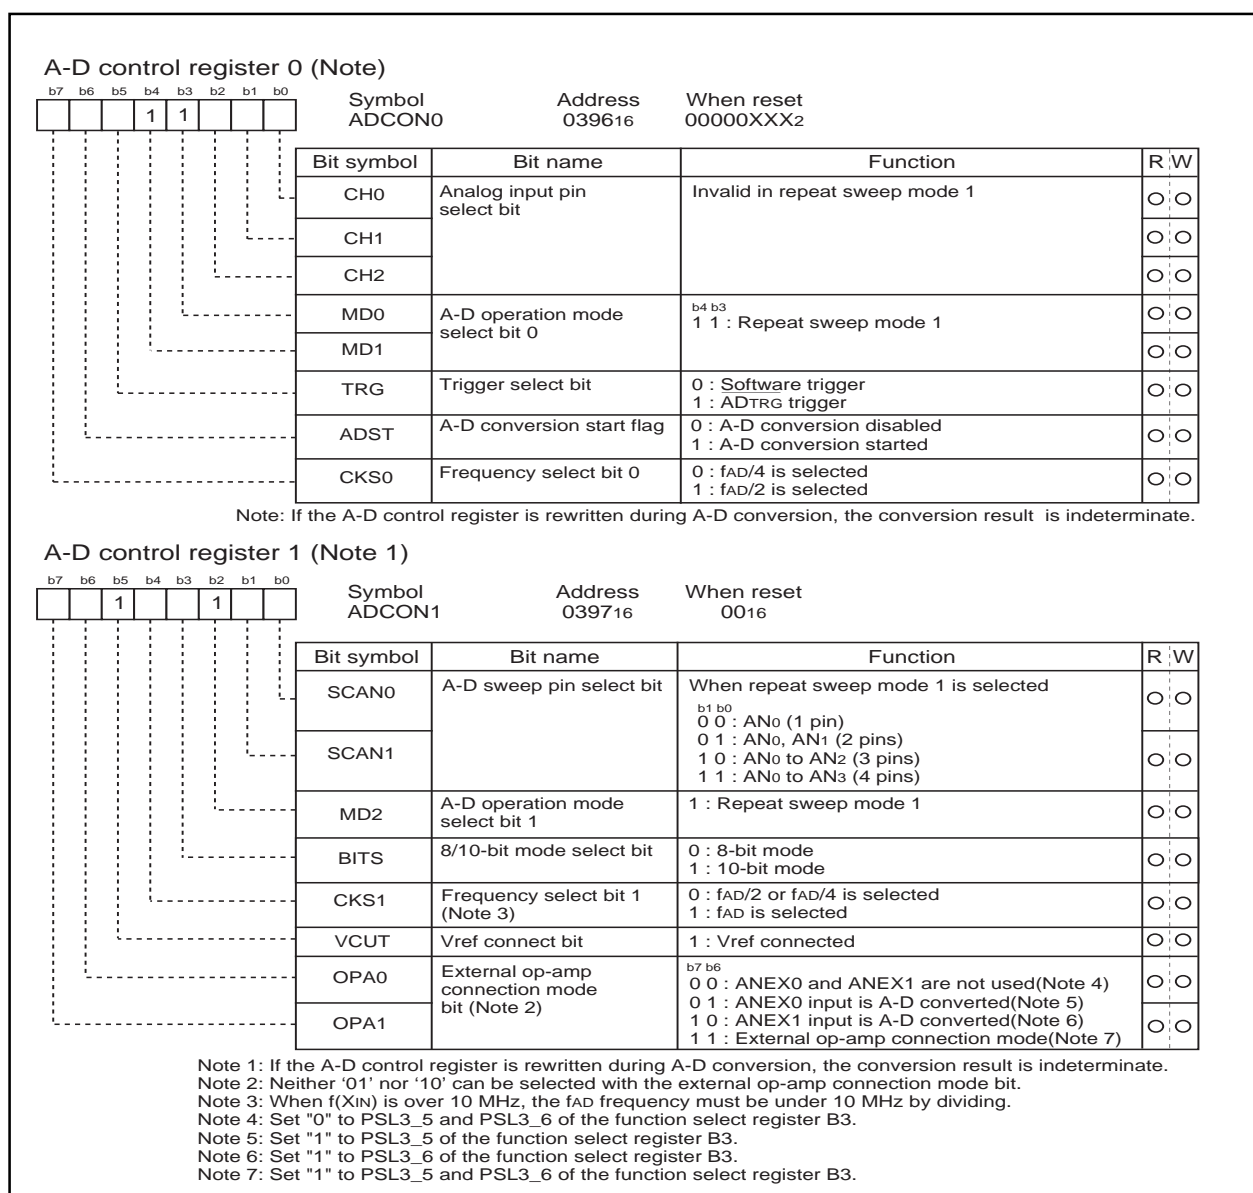 A-D control register 0 (Note)
b7 b6 b5 b4 b3 b2 b1 b0
1 1
Symbol Address When reset
ADCON0 039616 00000XXX2
Bit symbol Bit name Function R W
CH0 Analog input pin select bit Invalid in repeat sweep mode 1
CH1
CH2
MD0 A-D operation mode select bit 0 b4 b3
1 1 : Repeat sweep mode 1
MD1
TRG Trigger select bit 0 : Software trigger
1 : ADTRG trigger
ADST A-D conversion start flag 0 : A-D conversion disabled
1 : A-D conversion started
CKS0 Frequency select bit 0 0 : fAD/4 is selected
1 : fAD/2 is selected
Note: If the A-D control register is rewritten during A-D conversion, the conversion result is indeterminate.
A-D control register 1 (Note 1)
b7 b6 b5 b4 b3 b2 b1 b0
1 1
Symbol Address When reset
ADCON1 039716 0016
Bit symbol Bit name Function R W
SCAN0 A-D sweep pin select bit When repeat sweep mode 1 is selected
b1 b0
0 0 : AN0 (1 pin)
0 1 : AN0, AN1 (2 pins)
SCAN1 1 0 : AN0 to AN2 (3 pins)
1 1 : AN0 to AN3 (4 pins)
MD2 A-D operation mode select bit 1 1 : Repeat sweep mode 1
BITS 8/10-bit mode select bit 0 : 8-bit mode
1 : 10-bit mode
CKS1 Frequency select bit 1 (Note 3) 0 : fAD/2 or fAD/4 is selected
1 : fAD is selected
VCUT Vref connect bit 1 : Vref connected
OPA0 External op-amp connection mode bit (Note 2) b7 b6
0 0 : ANEX0 and ANEX1 are not used(Note 4)
0 1 : ANEX0 input is A-D converted(Note 5)
OPA1 1 0 : ANEX1 input is A-D converted(Note 6)
1 1 : External op-amp connection mode(Note 7)
Note 1: If the A-D control register is rewritten during A-D conversion, the conversion result is indeterminate.
Note 2: Neither ‘01’ nor ‘10’ can be selected with the external op-amp connection mode bit.
Note 3: When f(XIN) is over 10 MHz, the fAD frequency must be under 10 MHz by dividing.
Note 4: Set "0" to PSL3_5 and PSL3_6 of the function select register B3.
Note 5: Set "1" to PSL3_5 of the function select register B3.
Note 6: Set "1" to PSL3_6 of the function select register B3.
Note 7: Set "1" to PSL3_5 and PSL3_6 of the function select register B3.